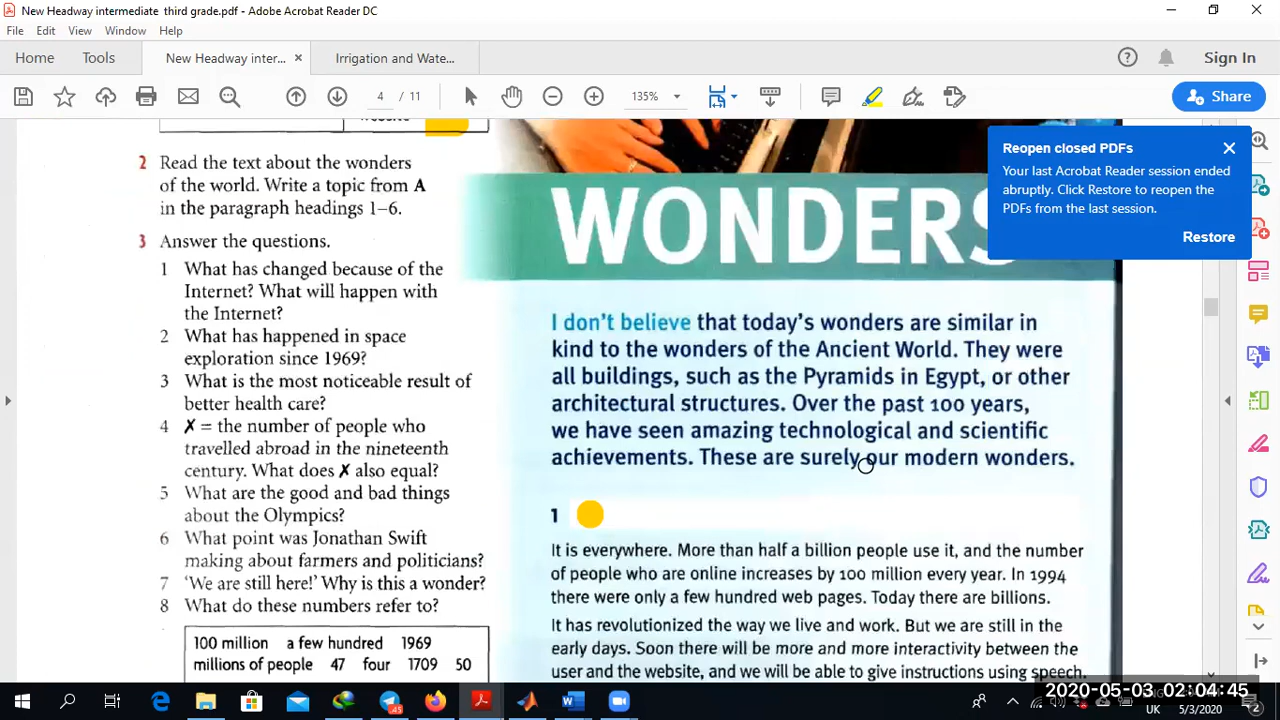 New Headway intermediate third grade.pdf - Adobe Acrobat Reader DC
File Edit View Window Help
Home Tools New Headway inter... Irrigation and Wate... Sign In
4 / 11 135% Share
website
2 Read the text about the wonders
of the world. Write a topic from A
in the paragraph headings 1–6.
3 Answer the questions.
1 What has changed because of the
Internet? What will happen with
the Internet?
2 What has happened in space
exploration since 1969?
3 What is the most noticeable result of
better health care?
4 ✗ = the number of people who
travelled abroad in the nineteenth
century. What does ✗ also equal?
5 What are the good and bad things
about the Olympics?
6 What point was Jonathan Swift
making about farmers and politicians?
7 'We are still here!' Why is this a wonder?
8 What do these numbers refer to?
100 million a few hundred 1969
millions of people 47 four 1709 50
WONDERS
I don't believe that today's wonders are similar in
kind to the wonders of the Ancient World. They were
all buildings, such as the Pyramids in Egypt, or other
architectural structures. Over the past 100 years,
we have seen amazing technological and scientific
achievements. These are surely our modern wonders.
1
It is everywhere. More than half a billion people use it, and the number
of people who are online increases by 100 million every year. In 1994
there were only a few hundred web pages. Today there are billions.
It has revolutionized the way we live and work. But we are still in the
early days. Soon there will be more and more interactivity between the
user and the website, and we will be able to give instructions using speech.
Reopen closed PDFs
Your last Acrobat Reader session ended
abruptly. Click Restore to reopen the
PDFs from the last session.
Restore
45
2020-05-03 02:04:45
UK 5/3/2020 2